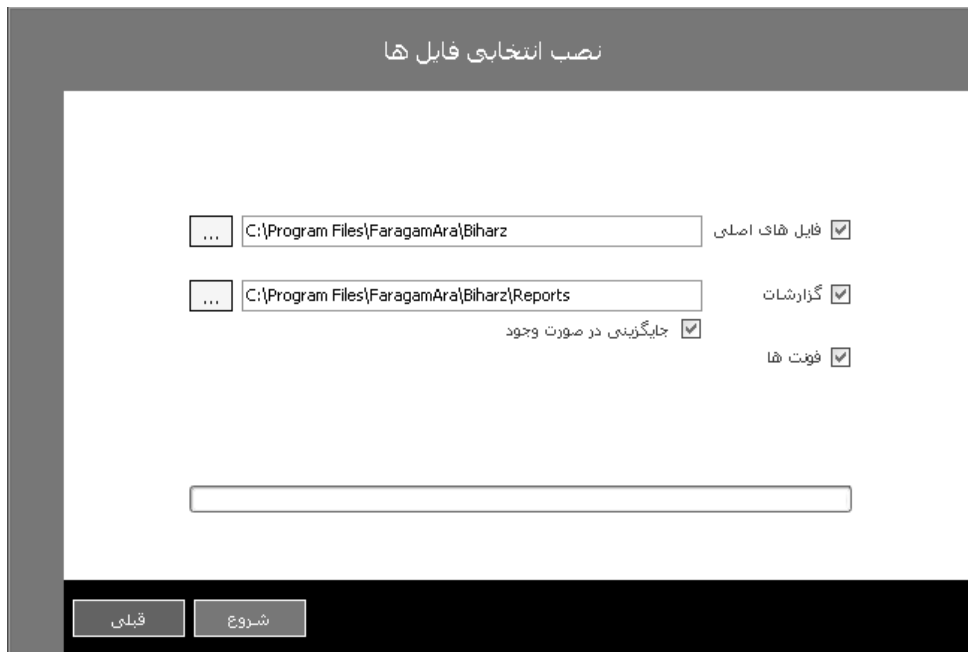 نصب انتخابی فایل ها
فایل های اصلی C:\Program Files\FaragamAra\Biharz ...
گزارشات C:\Program Files\FaragamAra\Biharz\Reports ...
جایگزینی در صورت وجود
فونت ها
شروع قبلی